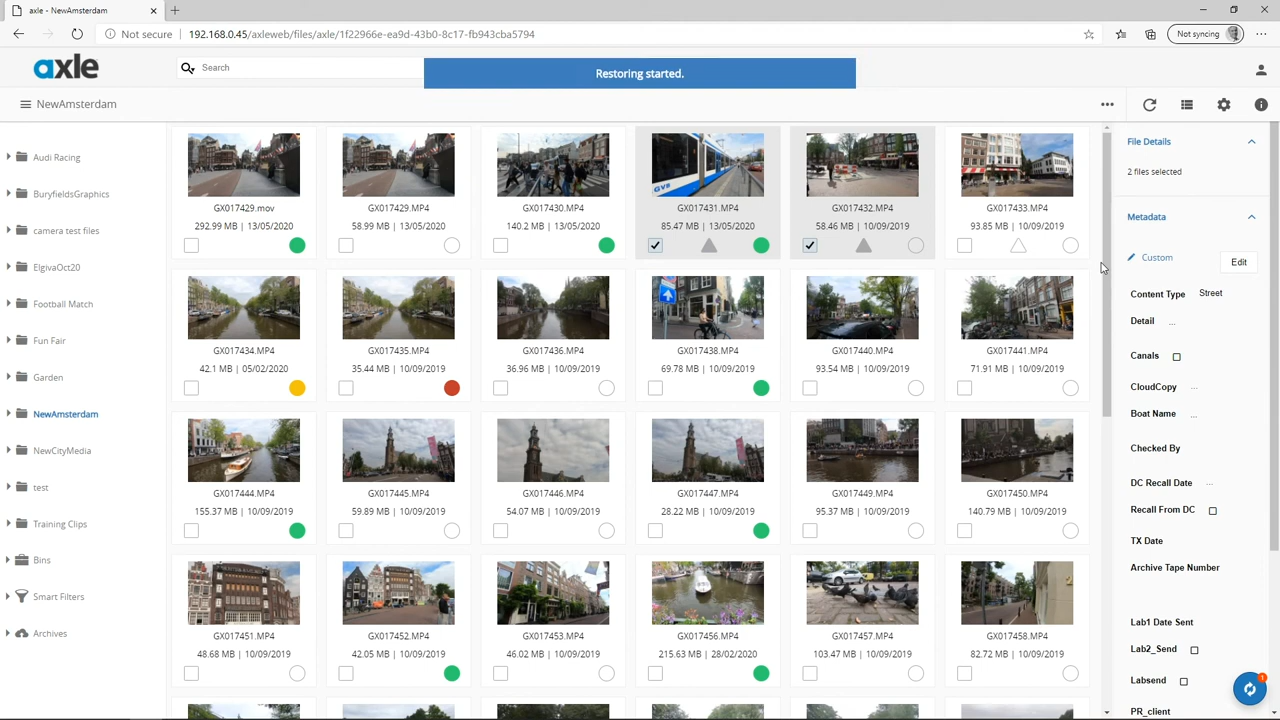 axle - NewAmsterdam
Not secure | 192.168.0.45/axleweb/files/axle/1f22966e-ea9d-43b0-8c17-fb943cba5794
Not syncing
axle
Search
Restoring started.
NewAmsterdam
Audi Racing
BuryfieldsGraphics
camera test files
ElgivaOct20
Football Match
Fun Fair
Garden
NewAmsterdam
NewCityMedia
test
Training Clips
Bins
Smart Filters
Archives
GX017429.mov
292.99 MB | 13/05/2020
GX017429.MP4
58.99 MB | 13/05/2020
GX017430.MP4
140.2 MB | 13/05/2020
GVB
GX017431.MP4
85.47 MB | 13/05/2020
GX017432.MP4
58.46 MB | 10/09/2019
GX017433.MP4
93.85 MB | 10/09/2019
GX017434.MP4
42.1 MB | 05/02/2020
GX017435.MP4
35.44 MB | 10/09/2019
GX017436.MP4
36.96 MB | 10/09/2019
GX017438.MP4
69.78 MB | 10/09/2019
GX017440.MP4
93.54 MB | 10/09/2019
GX017441.MP4
71.91 MB | 10/09/2019
GX017444.MP4
155.37 MB | 10/09/2019
GX017445.MP4
59.89 MB | 10/09/2019
GX017446.MP4
54.07 MB | 10/09/2019
GX017447.MP4
28.22 MB | 10/09/2019
GX017449.MP4
95.37 MB | 10/09/2019
GX017450.MP4
140.79 MB | 10/09/2019
GX017451.MP4
48.68 MB | 10/09/2019
GX017452.MP4
42.05 MB | 10/09/2019
GX017453.MP4
46.02 MB | 10/09/2019
GX017456.MP4
215.63 MB | 28/02/2020
GX017457.MP4
103.47 MB | 10/09/2019
GX017458.MP4
82.72 MB | 10/09/2019
File Details
2 files selected
Metadata
Custom
Edit
Content Type Street
Detail ...
Canals
CloudCopy ...
Boat Name ...
Checked By
DC Recall Date ...
Recall From DC
TX Date
Archive Tape Number
Lab1 Date Sent
Lab2_Send
Labsend
PR_client
1